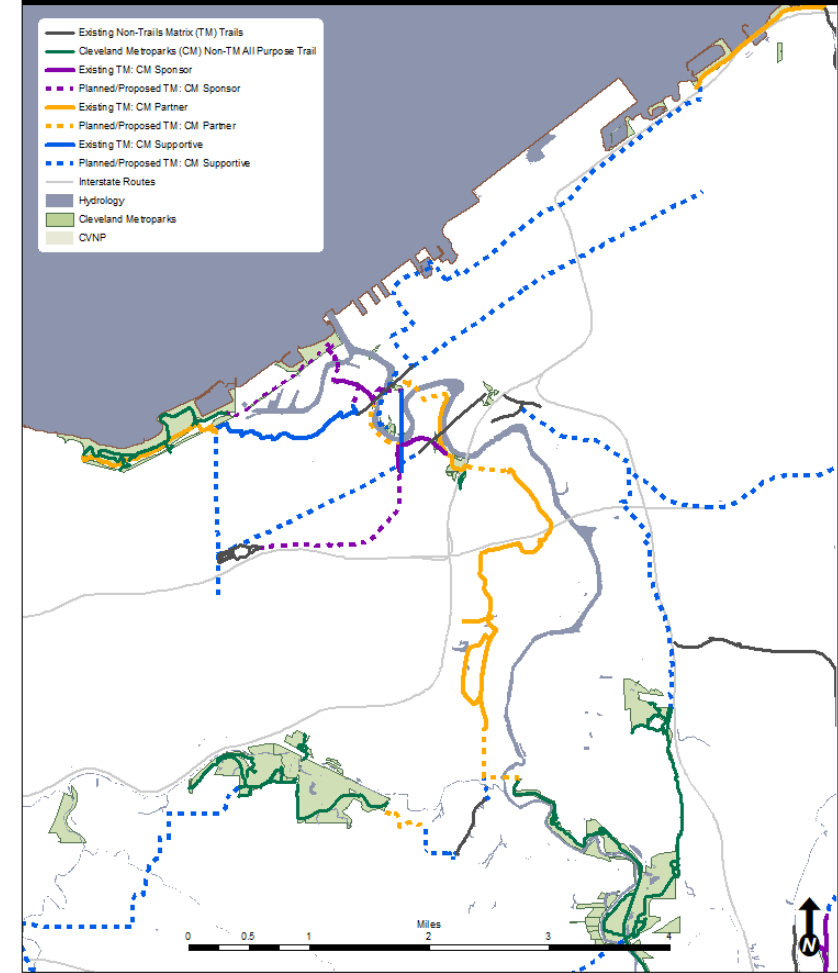 Existing Non-Trails Matrix (TM) Trails
Cleveland Metroparks (CM) Non-TM All Purpose Trail
Existing TM: CM Sponsor
Planned/Proposed TM: CM Sponsor
Existing TM: CM Partner
Planned/Proposed TM: CM Partner
Existing TM: CM Supportive
Planned/Proposed TM: CM Supportive
Interstate Routes
Hydrology
Cleveland Metroparks
CVNP
Miles
0 0.5 1 2 3 4
N